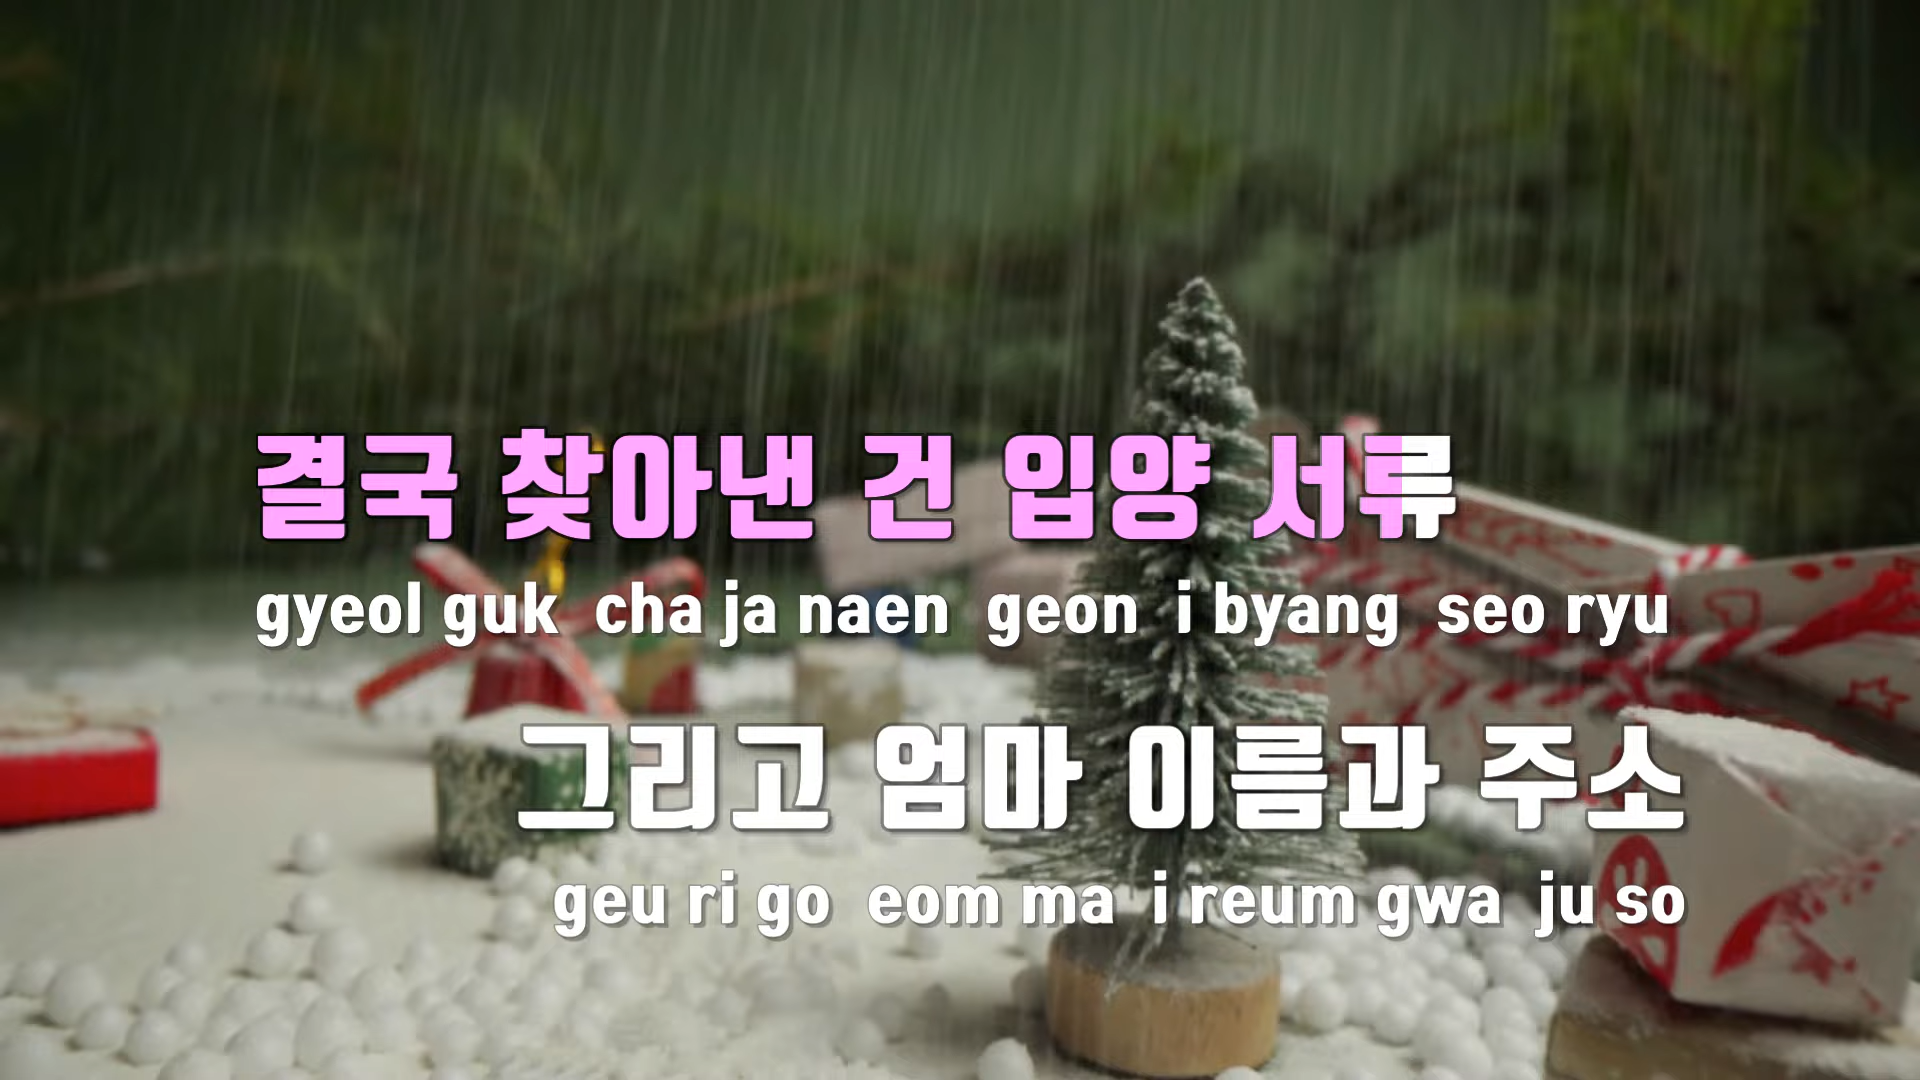 결국 찾아낸 건 입양 서류
gyeol guk cha ja naen geon i byang seo ryu
그리고 엄마 이름과 주소
geu ri go eom ma i reum gwa ju so